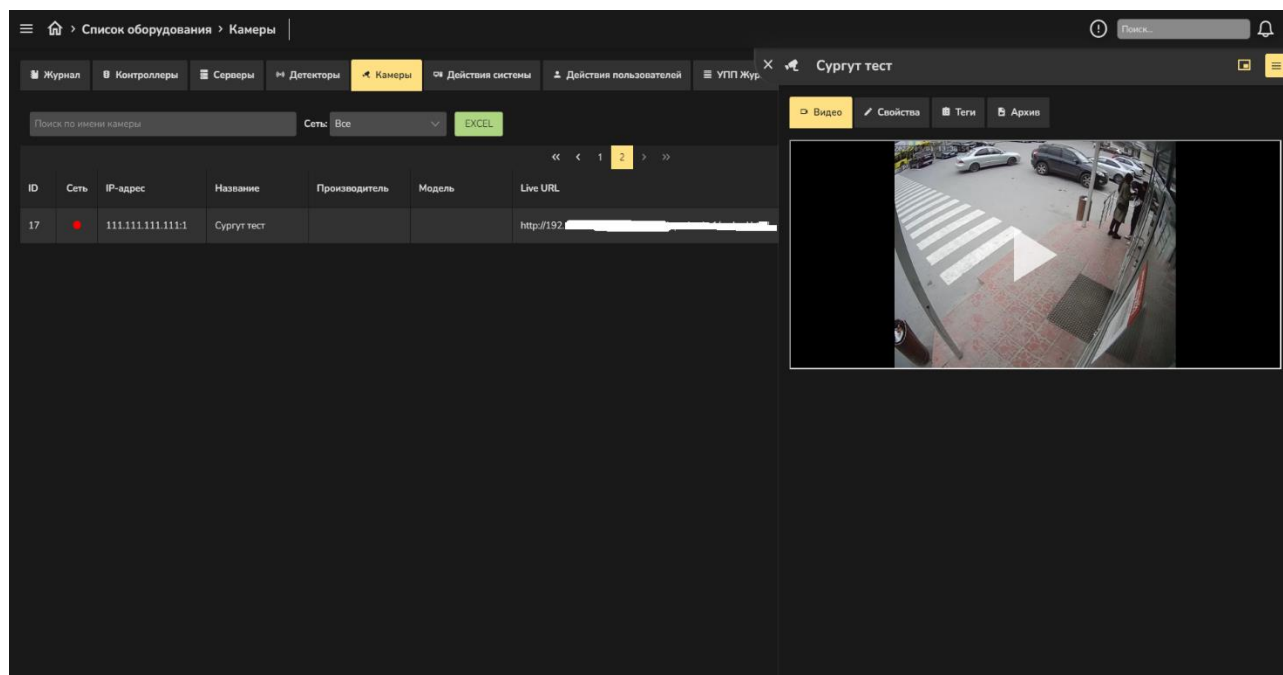 Список оборудования > Камеры
Поиск...
Журнал
Контроллеры
Серверы
Детекторы
Камеры
Действия системы
Действия пользователей
УПП Жур
Поиск по имени камеры
Сеть: Все
EXCEL
« < 1 2 > »
ID Сеть IP-адрес Название Производитель Модель Live URL
17 111.111.111.111:1 Сургут тест http://192.
Сургут тест
Видео
Свойства
Теги
Архив